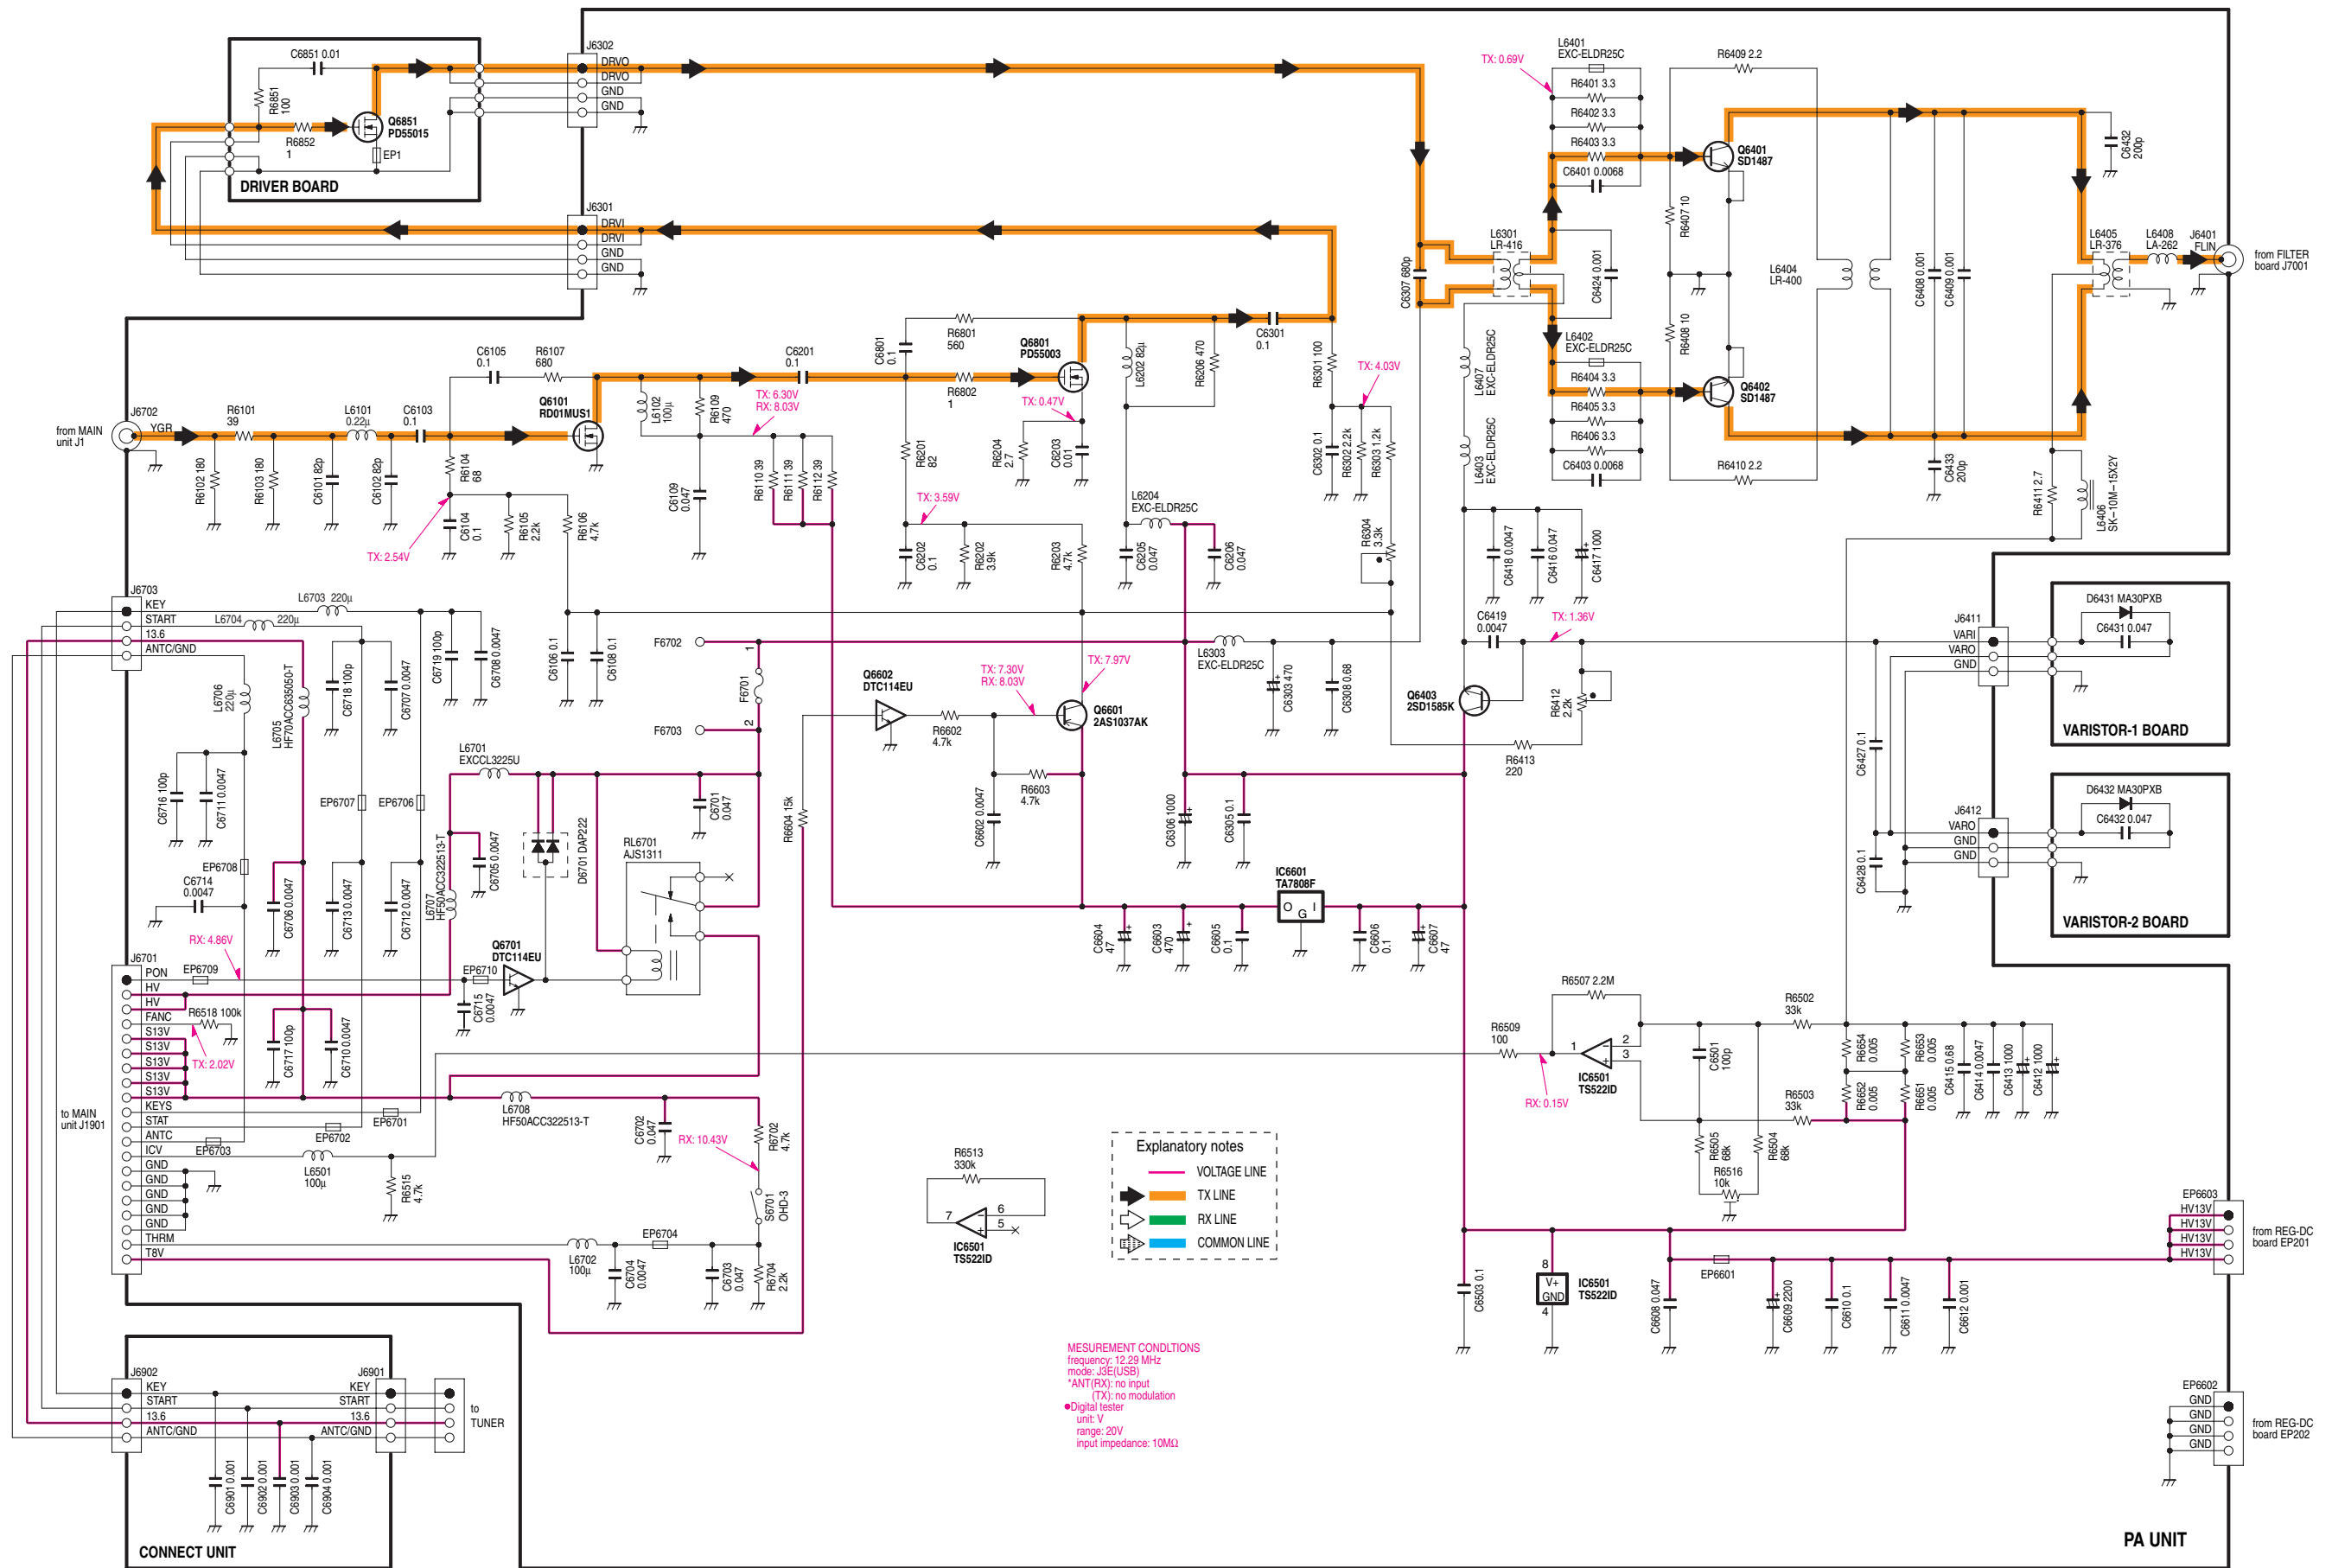 DRIVER BOARD
C6851 0.01
R6851
100
R6852
1
Q6851
PD55015
EP1
J6302
DRVO
DRVO
GND
GND
J6301
DRVI
DRVI
GND
GND
TX: 0.69V
L6401
EXC-ELDR25C
R6401 3.3
R6402 3.3
R6403 3.3
C6401 0.0068
R6409 2.2
Q6401
SD1487
C6432
200p
R6407 10
L6301
LR-416
C6307 680p
C6424 0.001
L6404
LR-400
C6408 0.001
C6409 0.001
L6405
LR-376
L6408
LA-262
J6401
FLIN
from FILTER
board J7001
R6408 10
L6402
EXC-ELDR25C
R6404 3.3
R6405 3.3
R6406 3.3
C6403 0.0068
Q6402
SD1487
R6410 2.2
C6433
200p
R6411 2.7
L6406
SK-10M-15X2Y
L6407
EXC-ELDR25C
L6403
EXC-ELDR25C
from MAIN
unit J1
J6702
YGR
R6101
39
L6101
0.22µ
C6103
0.1
C6105
0.1
R6107
680
Q6101
RD01MUS1
R6102 180
R6103 180
C6101 82p
C6102 82p
R6104
68
C6104
0.1
R6105
2.2k
R6106
4.7k
TX: 2.54V
L6102
100µ
R6109
470
C6109
0.047
TX: 6.30V
RX: 8.03V
R6110 39
R6111 39
R6112 39
C6201
0.1
C6801
0.1
R6801
560
R6802
1
Q6801
PD55003
TX: 0.47V
R6201
82
R6204
2.7
C6203
0.01
TX: 3.59V
C6202
0.1
R6202
3.9k
R6203
4.7k
L6202 82µ
R6206 470
C6301
0.1
L6204
EXC-ELDR25C
C6205
0.047
C6206
0.047
R6301 100
TX: 4.03V
C6302 0.1
R6302 2.2k
R6303 1.2k
R6304
3.3k
C6418 0.0047
C6416 0.047
C6417 1000
C6419
0.0047
TX: 1.36V
Q6403
2SD1585K
R6412
2.2k
R6413
220
J6411
VARI
VARO
GND
D6431 MA30PXB
C6431 0.047
VARISTOR-1 BOARD
C6427 0.1
C6428 0.1
J6412
VARO
GND
GND
D6432 MA30PXB
C6432 0.047
VARISTOR-2 BOARD
J6703
KEY
START
13.6
ANTC/GND
L6703 220µ
L6704 220µ
L6706
220µ
L6705
HF70ACC635050-T
C6718 100p
C6707 0.0047
C6719 100p
C6708 0.0047
C6106 0.1
C6108 0.1
F6702
F6703
F6701
1
2
Q6602
DTC114EU
R6602
4.7k
TX: 7.30V
RX: 8.03V
TX: 7.97V
Q6601
2AS1037AK
R6603
4.7k
C6602 0.0047
R6604 15k
L6303
EXC-ELDR25C
C6303 470
C6308 0.68
C6306 1000
C6305 0.1
C6716 100p
C6711 0.0047
EP6707
EP6706
EP6708
C6714
0.0047
L6701
EXCCL3225U
C6705 0.0047
L6707
HF50ACC322513-T
D6701 DAP222
C6701
0.047
RL6701
AJS1311
C6706 0.0047
C6713 0.0047
C6712 0.0047
IC6601
TA7808F
O
G
I
C6604
47
C6603
470
C6605
0.1
C6606
0.1
C6607
47
RX: 4.86V
J6701
PON
HV
HV
FANC
S13V
S13V
S13V
S13V
S13V
KEYS
STAT
ANTC
ICV
GND
GND
GND
GND
GND
THRM
T8V
to MAIN
unit J1901
EP6709
R6518 100k
TX: 2.02V
C6717 100p
C6710 0.0047
EP6710
Q6701
DTC114EU
C6715
0.0047
EP6701
EP6702
EP6703
L6501
100µ
R6515
4.7k
L6708
HF50ACC322513-T
C6702
0.047
RX: 10.43V
R6702
4.7k
S6701
OHD-3
L6702
100µ
EP6704
C6704
0.0047
C6703
0.047
R6704
2.2k
R6513
330k
7
6
5
IC6501
TS522ID
Explanatory notes
VOLTAGE LINE
TX LINE
RX LINE
COMMON LINE
R6507 2.2M
R6509
100
1
2
3
IC6501
TS522ID
RX: 0.15V
C6501
100p
R6502
33k
R6503
33k
R6505
68k
R6504
68k
R6516
10k
R6654
0.005
R6653
0.005
R6652
0.005
R6651
0.005
C6415 0.68
C6414 0.0047
C6413 1000
C6412 1000
C6503 0.1
8
V+
GND
4
IC6501
TS522ID
EP6601
C6608 0.047
C6609 2200
C6610 0.1
C6611 0.0047
C6612 0.001
EP6603
HV13V
HV13V
HV13V
HV13V
from REG-DC
board EP201
EP6602
GND
GND
GND
GND
from REG-DC
board EP202
MESUREMENT CONDLTIONS
frequency: 12.29 MHz
mode: J3E(USB)
*ANT(RX): no input
(TX): no modulation
●Digital tester
unit: V
range: 20V
input impedance: 10MΩ
J6902
KEY
START
13.6
ANTC/GND
J6901
KEY
START
13.6
ANTC/GND
to
TUNER
C6901 0.001
C6902 0.001
C6903 0.001
C6904 0.001
CONNECT UNIT
PA UNIT